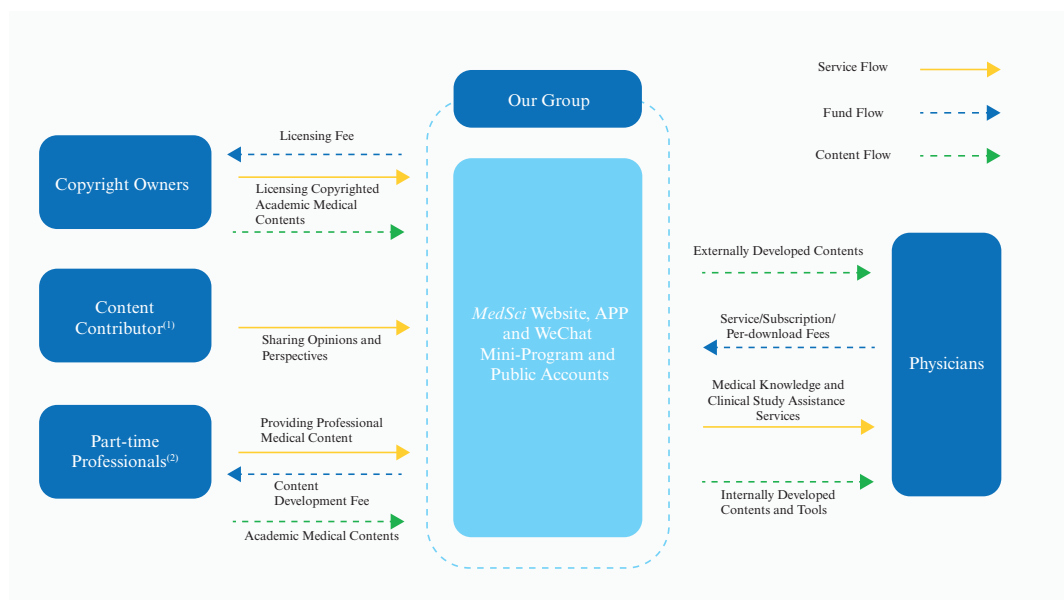 Our Group
Service Flow
Fund Flow
Content Flow
Licensing Fee
Copyright Owners
Licensing Copyrighted
Academic Medical
Contents
Content
Contributor(1)
Sharing Opinions and
Perspectives
Part-time
Professionals(2)
Providing Professional
Medical Content
Content
Development Fee
Academic Medical Contents
MedSci Website, APP
and WeChat
Mini-Program and
Public Accounts
Externally Developed Contents
Service/Subscription/
Per-download Fees
Medical Knowledge and
Clinical Study Assistance
Services
Internally Developed
Contents and Tools
Physicians